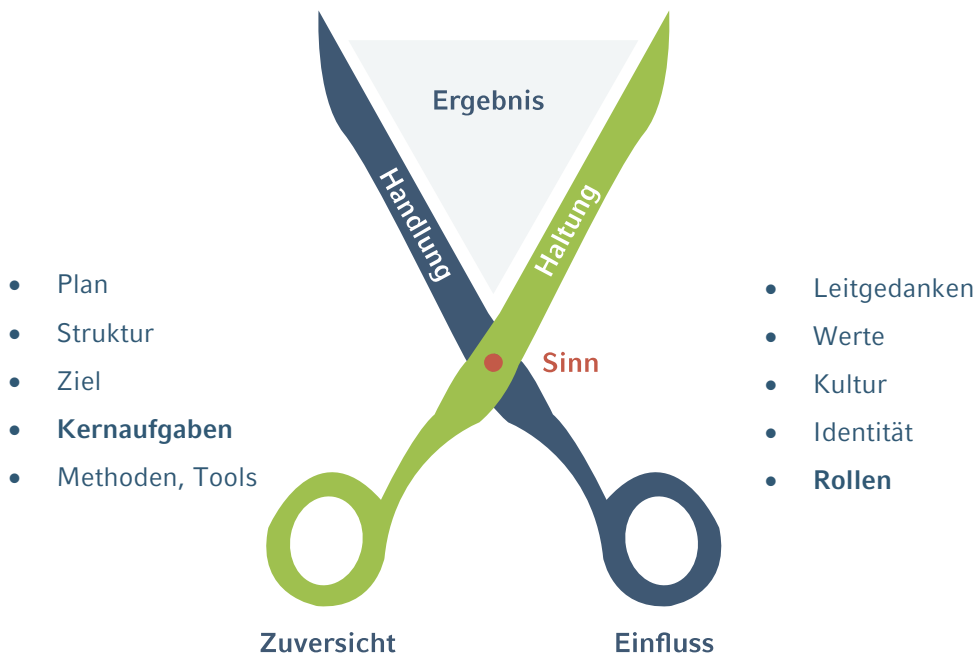 Ergebnis
Handlung
Haltung
• Plan
• Struktur
• Ziel
• Kernaufgaben
• Methoden, Tools
Sinn
• Leitgedanken
• Werte
• Kultur
• Identität
• Rollen
Zuversicht
Einfluss